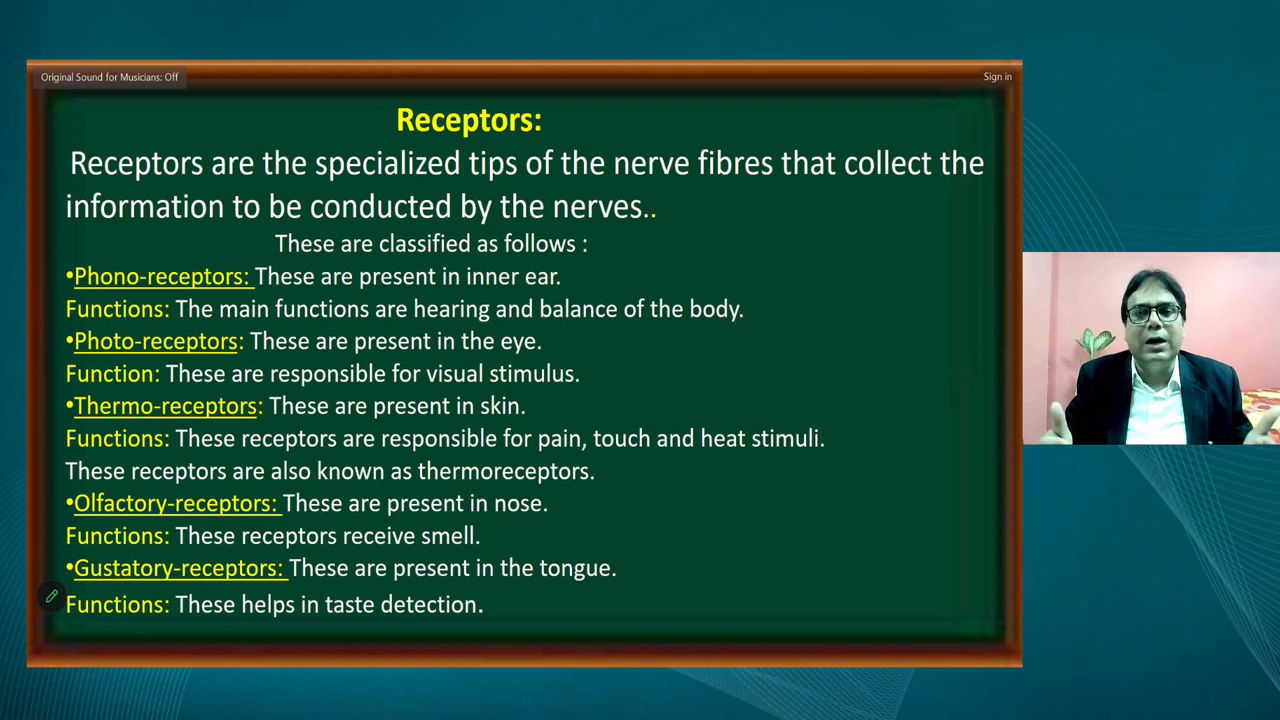 Original Sound for Musicians: Off
Sign in
Receptors:
Receptors are the specialized tips of the nerve fibres that collect the
information to be conducted by the nerves..
These are classified as follows :
•Phono-receptors: These are present in inner ear.
Functions: The main functions are hearing and balance of the body.
•Photo-receptors: These are present in the eye.
Function: These are responsible for visual stimulus.
•Thermo-receptors: These are present in skin.
Functions: These receptors are responsible for pain, touch and heat stimuli.
These receptors are also known as thermoreceptors.
•Olfactory-receptors: These are present in nose.
Functions: These receptors receive smell.
•Gustatory-receptors: These are present in the tongue.
Functions: These helps in taste detection.